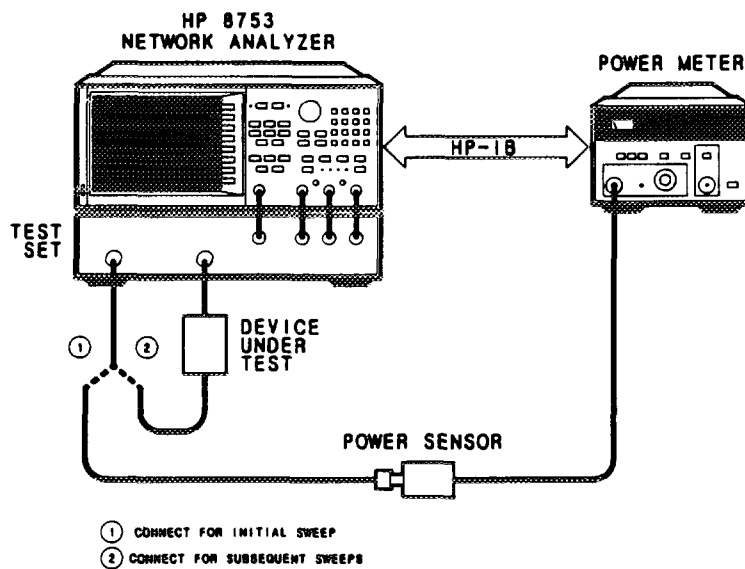 HP 8753
NETWORK ANALYZER
POWER METER
HP-IB
TEST
SET
1
2
DEVICE
UNDER
TEST
POWER SENSOR
1 CONNECT FOR INITIAL SWEEP
2 CONNECT FOR SUBSEQUENT SWEEPS